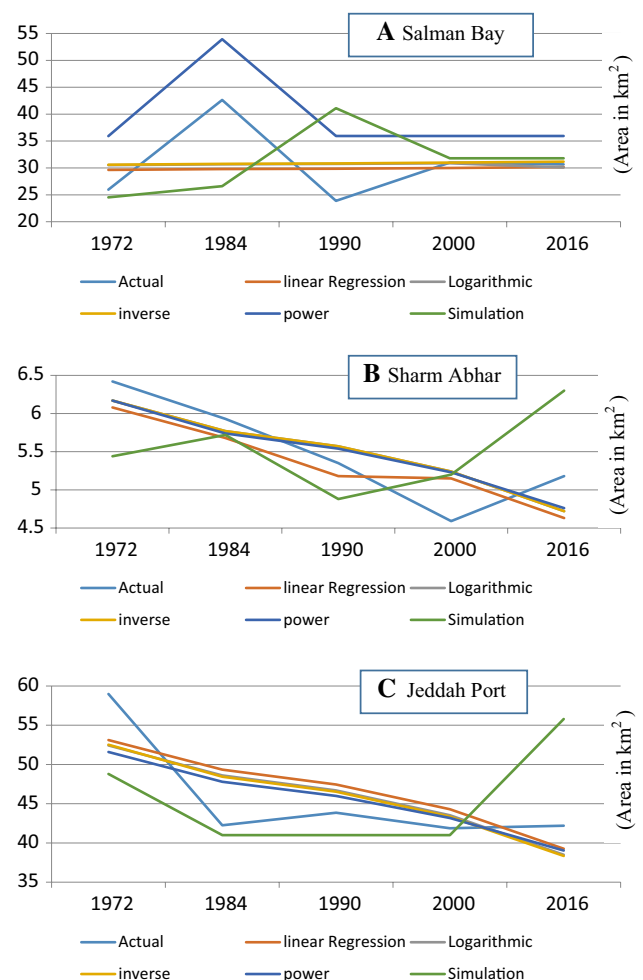 A Salman Bay
55
50
45
40
35
30
25
20
(Area in km2)
1972 1984 1990 2000 2016
Actual linear Regression Logarithmic
inverse power Simulation
B Sharm Abhar
6.5
6
5.5
5
4.5
(Area in km2)
1972 1984 1990 2000 2016
Actual linear Regression Logarithmic
inverse power Simulation
C Jeddah Port
60
55
50
45
40
35
(Area in km2)
1972 1984 1990 2000 2016
Actual linear Regression Logarithmic
inverse power Simulation